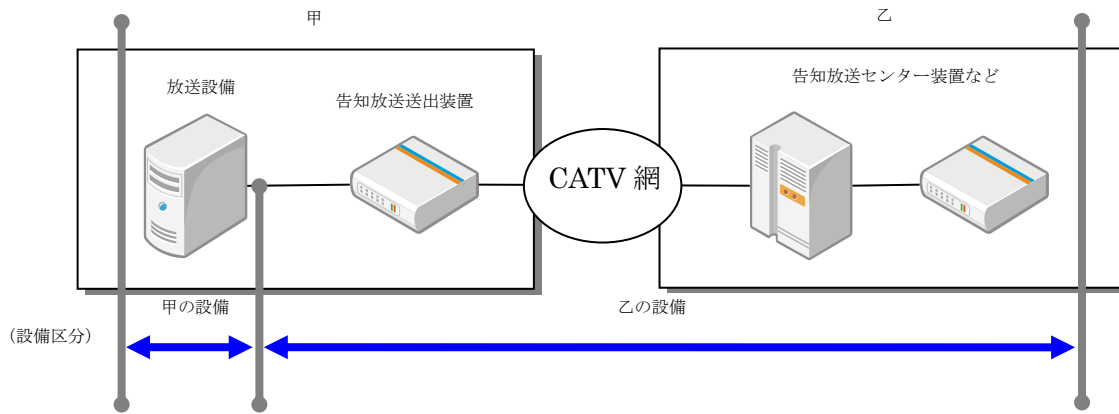 甲
乙
放送設備
告知放送送出装置
告知放送センター装置など
CATV 網
甲の設備
乙の設備
(設備区分)